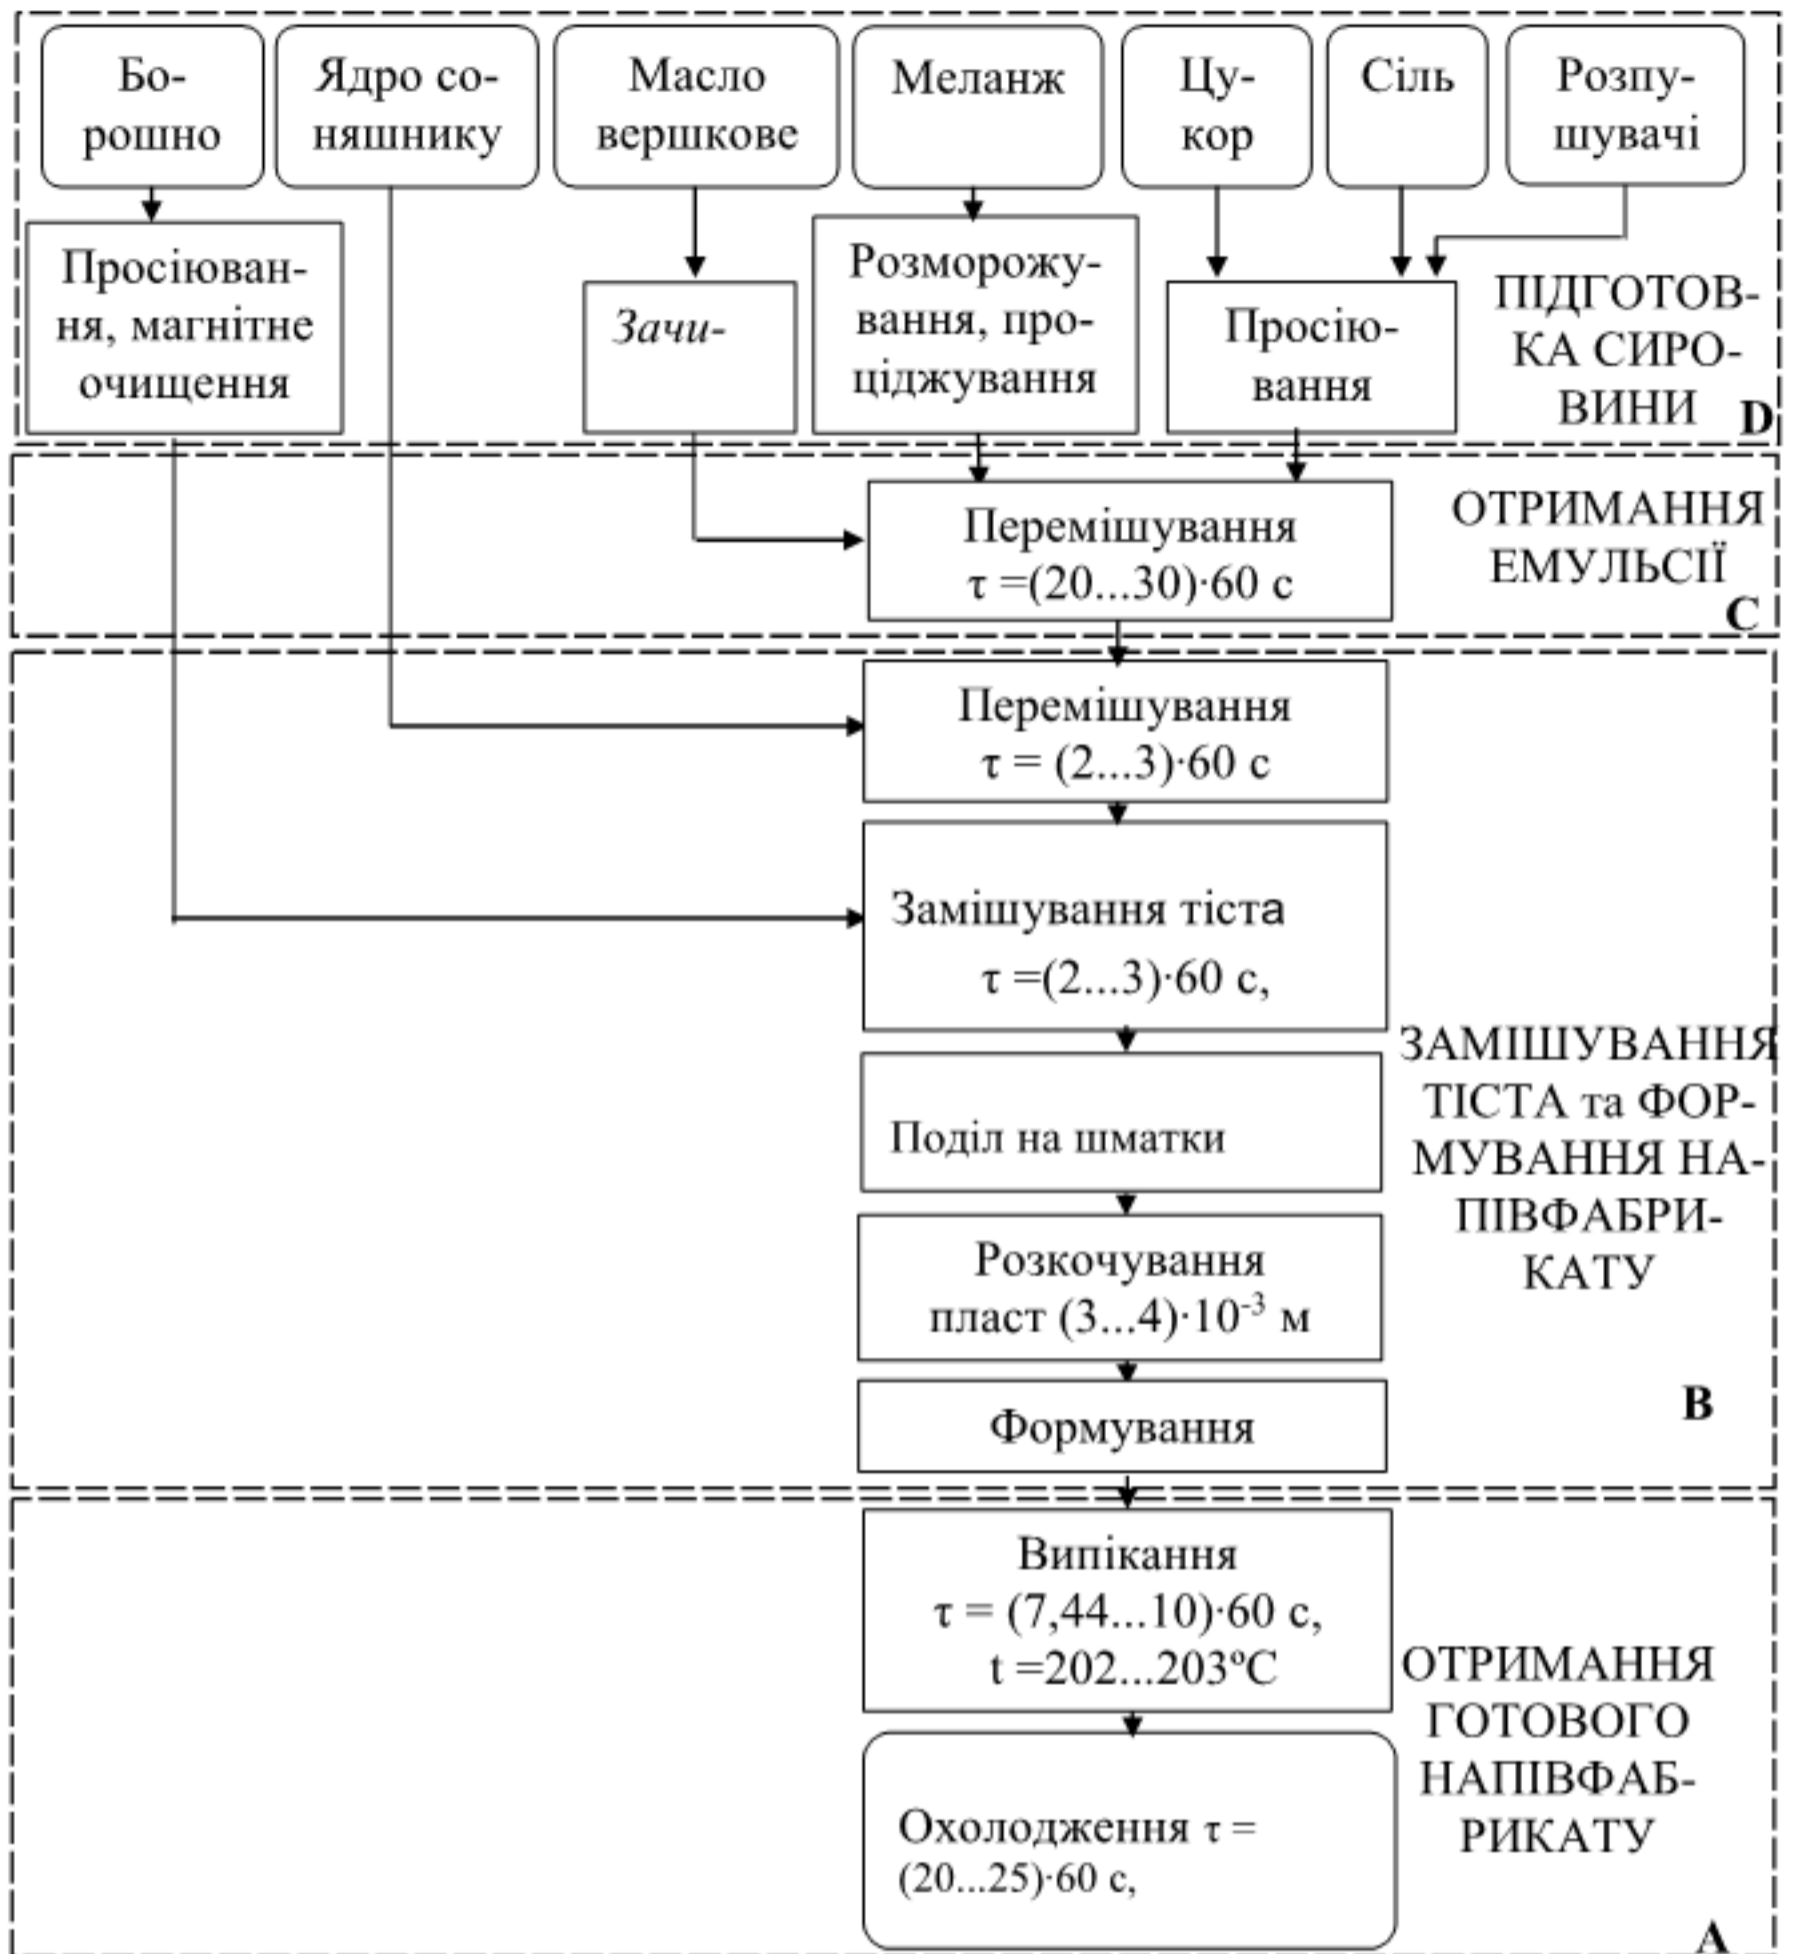 Бо-
рошно
Ядро со-
няшнику
Масло
вершкове
Меланж
Цу-
кор
Сіль
Розпу-
шувачі
Просіюван-
ня, магнітне
очищення
Зачи-
Розморожу-
вання, про-
ціджування
Просію-
вання
ПІДГОТОВ-
КА СИРО-
ВИНИ
D
Перемішування
τ =(20...30)·60 с
ОТРИМАННЯ
ЕМУЛЬСІЇ
C
Перемішування
τ = (2...3)·60 с
Замішування тіста
τ =(2...3)·60 с,
Поділ на шматки
Розкочування
пласт (3...4)·10⁻³ м
Формування
ЗАМІШУВАННЯ
ТІСТА та ФОР-
МУВАННЯ НА-
ПІВФАБРИ-
КАТУ
B
Випікання
τ = (7,44...10)·60 с,
t =202...203ºС
Охолодження τ =
(20...25)·60 с,
ОТРИМАННЯ
ГОТОВОГО
НАПІВФАБ-
РИКАТУ
A